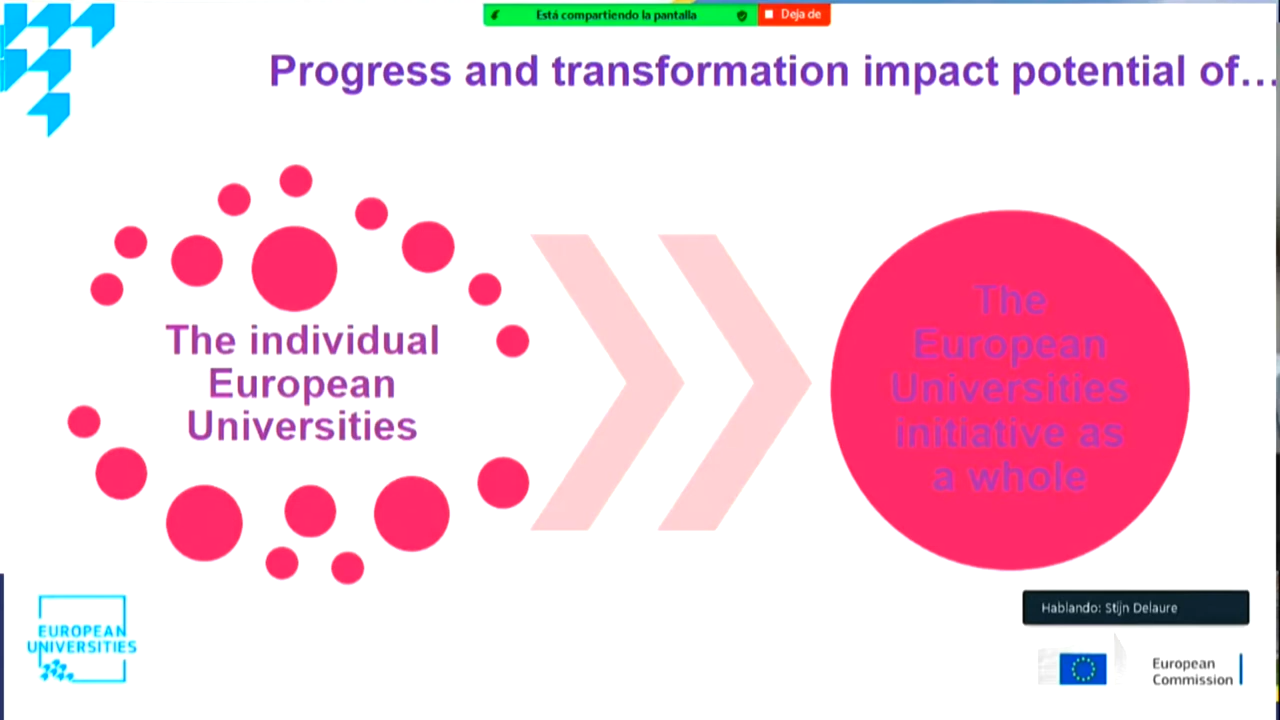 Está compartiendo la pantalla
Deja de
Progress and transformation impact potential of...
The individual
European
Universities
The
European
Universities
initiative as
a whole
Hablando: Stijn Delaure
EUROPEAN
UNIVERSITIES
European
Commission